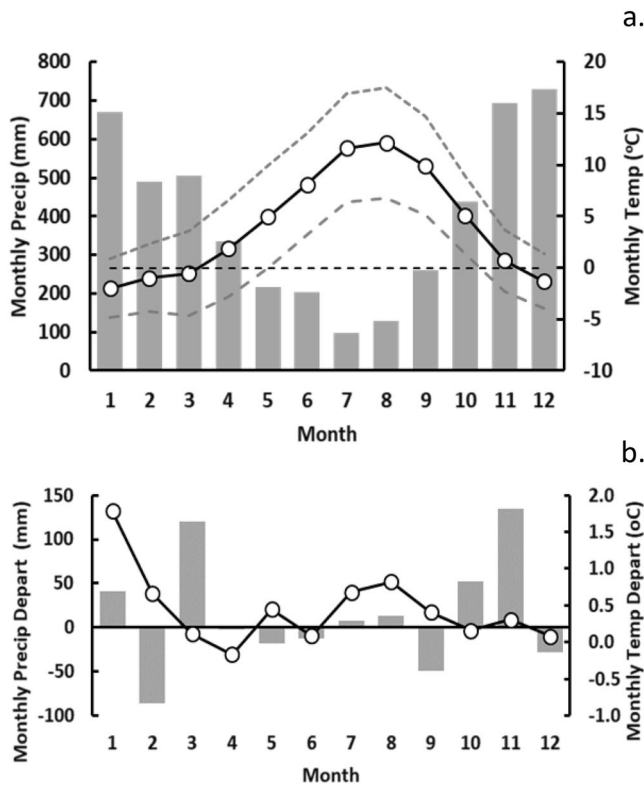 a.
Monthly Precip (mm)
800
700
600
500
400
300
200
100
0
20
15
10
5
0
-5
-10
Monthly Temp (ºC)
1 2 3 4 5 6 7 8 9 10 11 12
Month
b.
Monthly Precip Depart (mm)
150
100
50
0
-50
-100
2.0
1.5
1.0
0.5
0.0
-0.5
-1.0
Monthly Temp Depart (oC)
1 2 3 4 5 6 7 8 9 10 11 12
Month